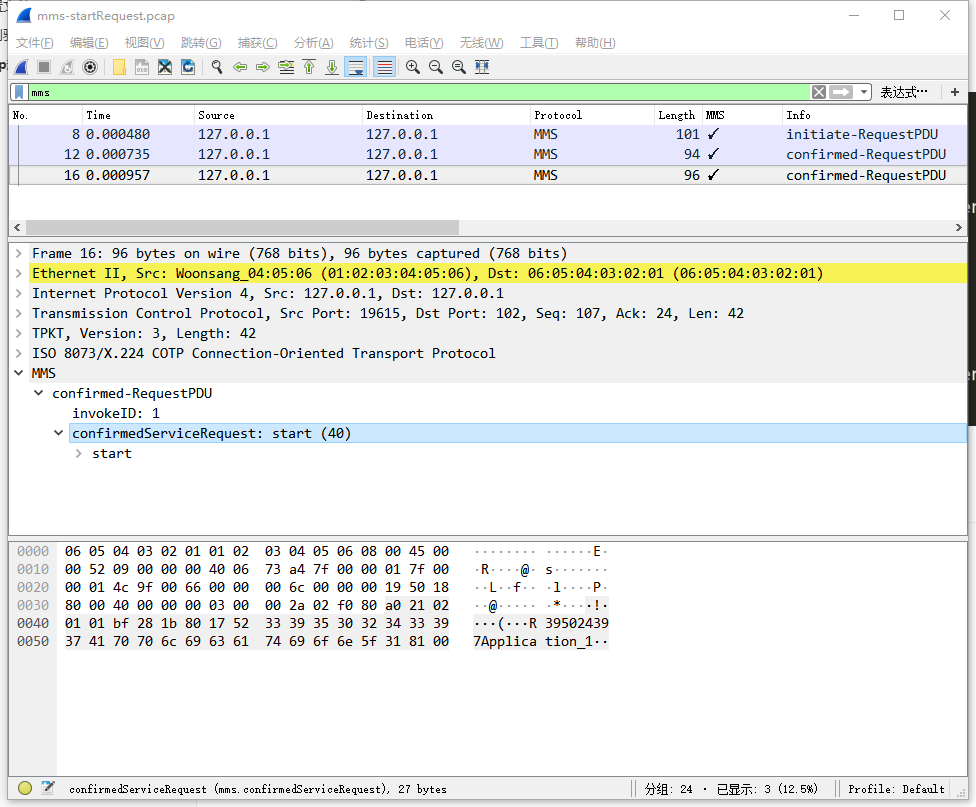 mms-startRequest.pcap
文件(F) 编辑(E) 视图(V) 跳转(G) 捕获(C) 分析(A) 统计(S) 电话(Y) 无线(W) 工具(T) 帮助(H)
mms 表达式… +
No. Time Source Destination Protocol Length MMS Info
8 0.000480 127.0.0.1 127.0.0.1 MMS 101 ✓ initiate-RequestPDU
12 0.000735 127.0.0.1 127.0.0.1 MMS 94 ✓ confirmed-RequestPDU
16 0.000957 127.0.0.1 127.0.0.1 MMS 96 ✓ confirmed-RequestPDU
Frame 16: 96 bytes on wire (768 bits), 96 bytes captured (768 bits)
Ethernet II, Src: Woonsang_04:05:06 (01:02:03:04:05:06), Dst: 06:05:04:03:02:01 (06:05:04:03:02:01)
Internet Protocol Version 4, Src: 127.0.0.1, Dst: 127.0.0.1
Transmission Control Protocol, Src Port: 19615, Dst Port: 102, Seq: 107, Ack: 24, Len: 42
TPKT, Version: 3, Length: 42
ISO 8073/X.224 COTP Connection-Oriented Transport Protocol
MMS
confirmed-RequestPDU
invokeID: 1
confirmedServiceRequest: start (40)
start
0000 06 05 04 03 02 01 01 02 03 04 05 06 08 00 45 00 ········ ······E·
0010 00 52 09 00 00 00 40 06 73 a4 7f 00 00 01 7f 00 ·R····@· s·······
0020 00 01 4c 9f 00 66 00 00 00 6c 00 00 00 19 50 18 ··L··f·· ·l····P·
0030 80 00 40 00 00 00 03 00 00 2a 02 f0 80 a0 21 02 ··@····· ·*····!·
0040 01 01 bf 28 1b 80 17 52 33 39 35 30 32 34 33 39 ···(···R 39502439
0050 37 41 70 70 6c 69 63 61 74 69 6f 6e 5f 31 81 00 7Applica tion_1··
confirmedServiceRequest (mms.confirmedServiceRequest), 27 bytes 分组: 24 · 已显示: 3 (12.5%) Profile: Default